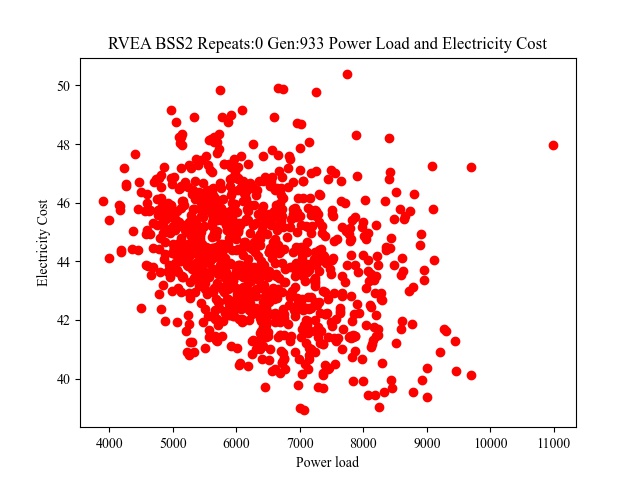 RVEA BSS2 Repeats:0 Gen:933 Power Load and Electricity Cost
50
48
46
44
42
40
Electricity Cost
4000 5000 6000 7000 8000 9000 10000 11000
Power load